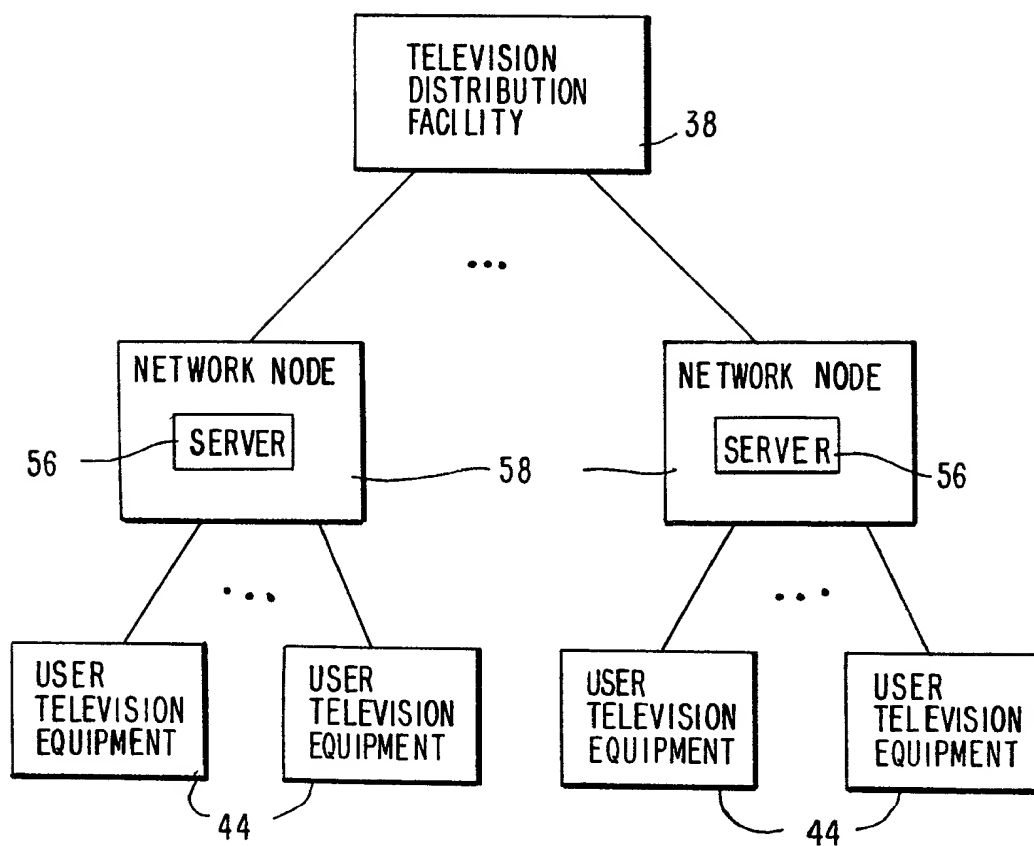 TELEVISION
DISTRIBUTION
FACILITY
38
NETWORK NODE
SERVER
56
58
NETWORK NODE
SERVER
56
USER
TELEVISION
EQUIPMENT
USER
TELEVISION
EQUIPMENT
44
USER
TELEVISION
EQUIPMENT
USER
TELEVISION
EQUIPMENT
44